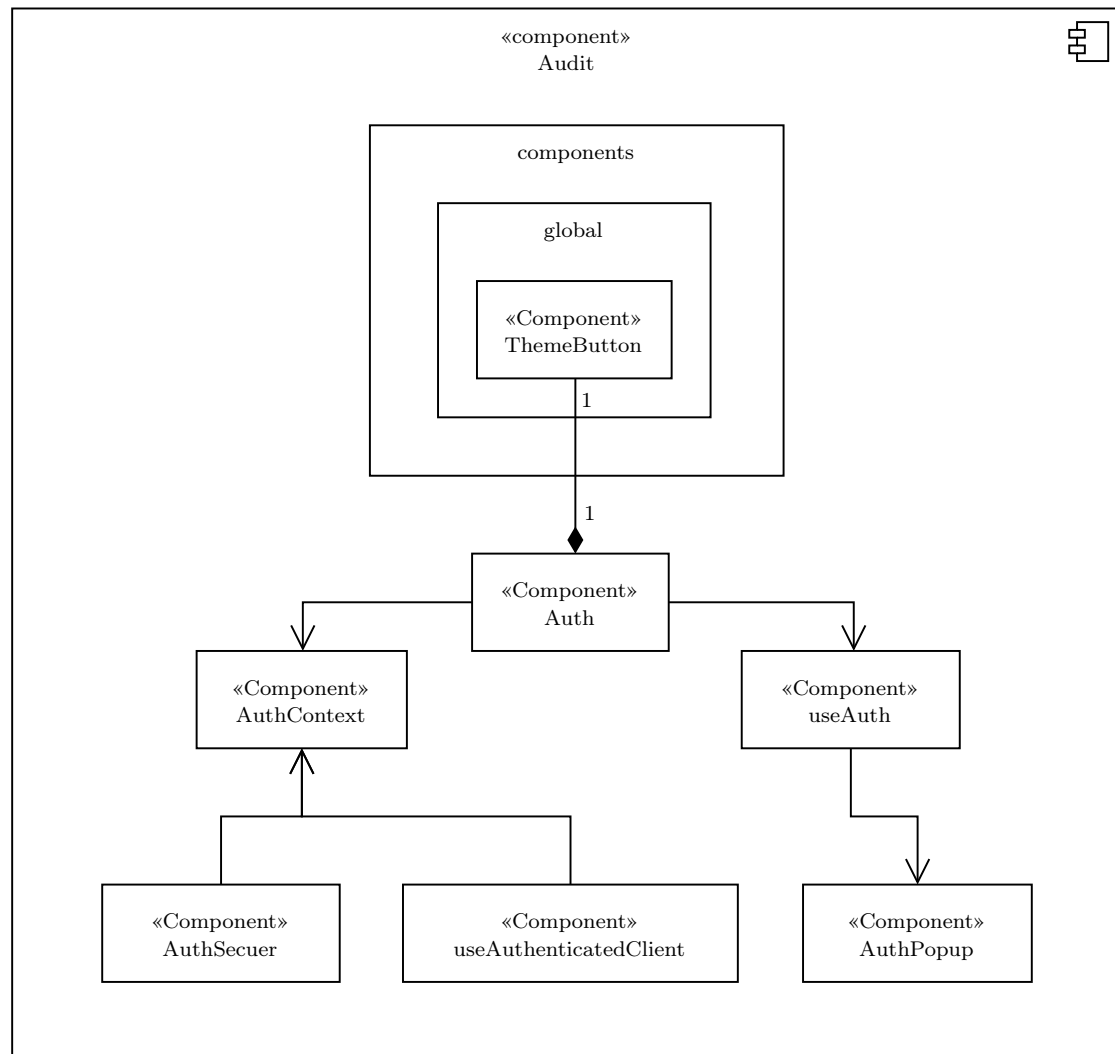 «component»
Audit
components
global
«Component»
ThemeButton
1
1
«Component»
Auth
«Component»
AuthContext
«Component»
useAuth
«Component»
AuthSecuer
«Component»
useAuthenticatedClient
«Component»
AuthPopup